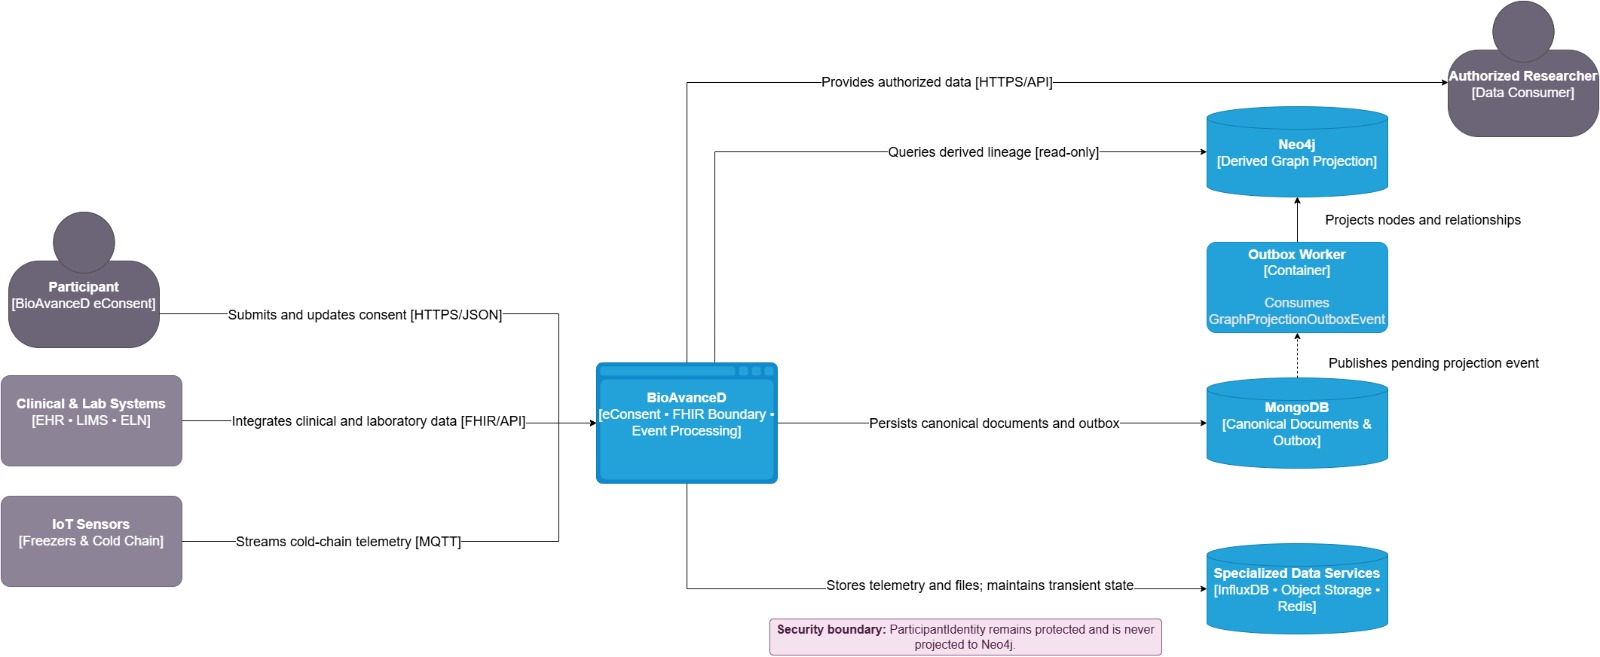 Provides authorized data [HTTPS/API]
Authorized Researcher
[Data Consumer]
Queries derived lineage [read-only]
Neo4j
[Derived Graph Projection]
Projects nodes and relationships
Outbox Worker
[Container]
Consumes
GraphProjectionOutboxEvent
Publishes pending projection event
Participant
[BioAvanceD eConsent]
Submits and updates consent [HTTPS/JSON]
Clinical & Lab Systems
[EHR • LIMS • ELN]
Integrates clinical and laboratory data [FHIR/API]
BioAvanceD
[eConsent • FHIR Boundary •
Event Processing]
Persists canonical documents and outbox
MongoDB
[Canonical Documents &
Outbox]
IoT Sensors
[Freezers & Cold Chain]
Streams cold-chain telemetry [MQTT]
Stores telemetry and files; maintains transient state
Specialized Data Services
[InfluxDB • Object Storage •
Redis]
Security boundary: ParticipantIdentity remains protected and is never
projected to Neo4j.